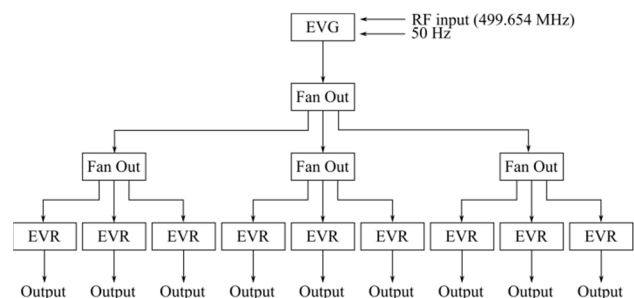 EVG
RF input (499.654 MHz)
50 Hz
Fan Out
Fan Out Fan Out Fan Out
EVR EVR EVR EVR EVR EVR EVR EVR EVR
Output Output Output Output Output Output Output Output Output